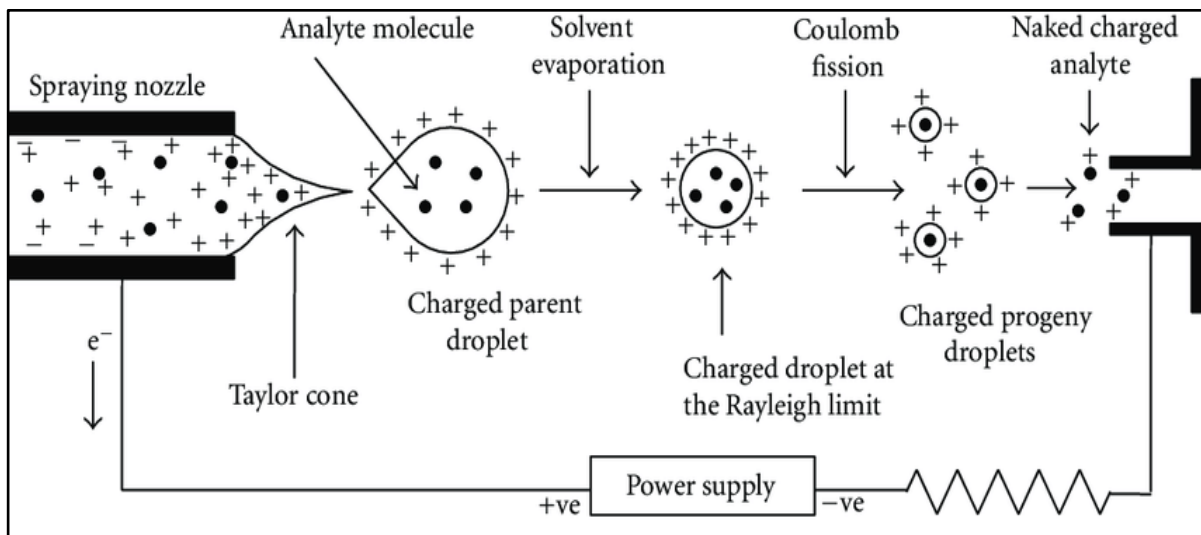 Analyte molecule
Solvent
evaporation
Coulomb
fission
Naked charged
analyte
Spraying nozzle
Charged parent
droplet
Charged progeny
droplets
e⁻
Taylor cone
Charged droplet at
the Rayleigh limit
+ve
Power supply
−ve